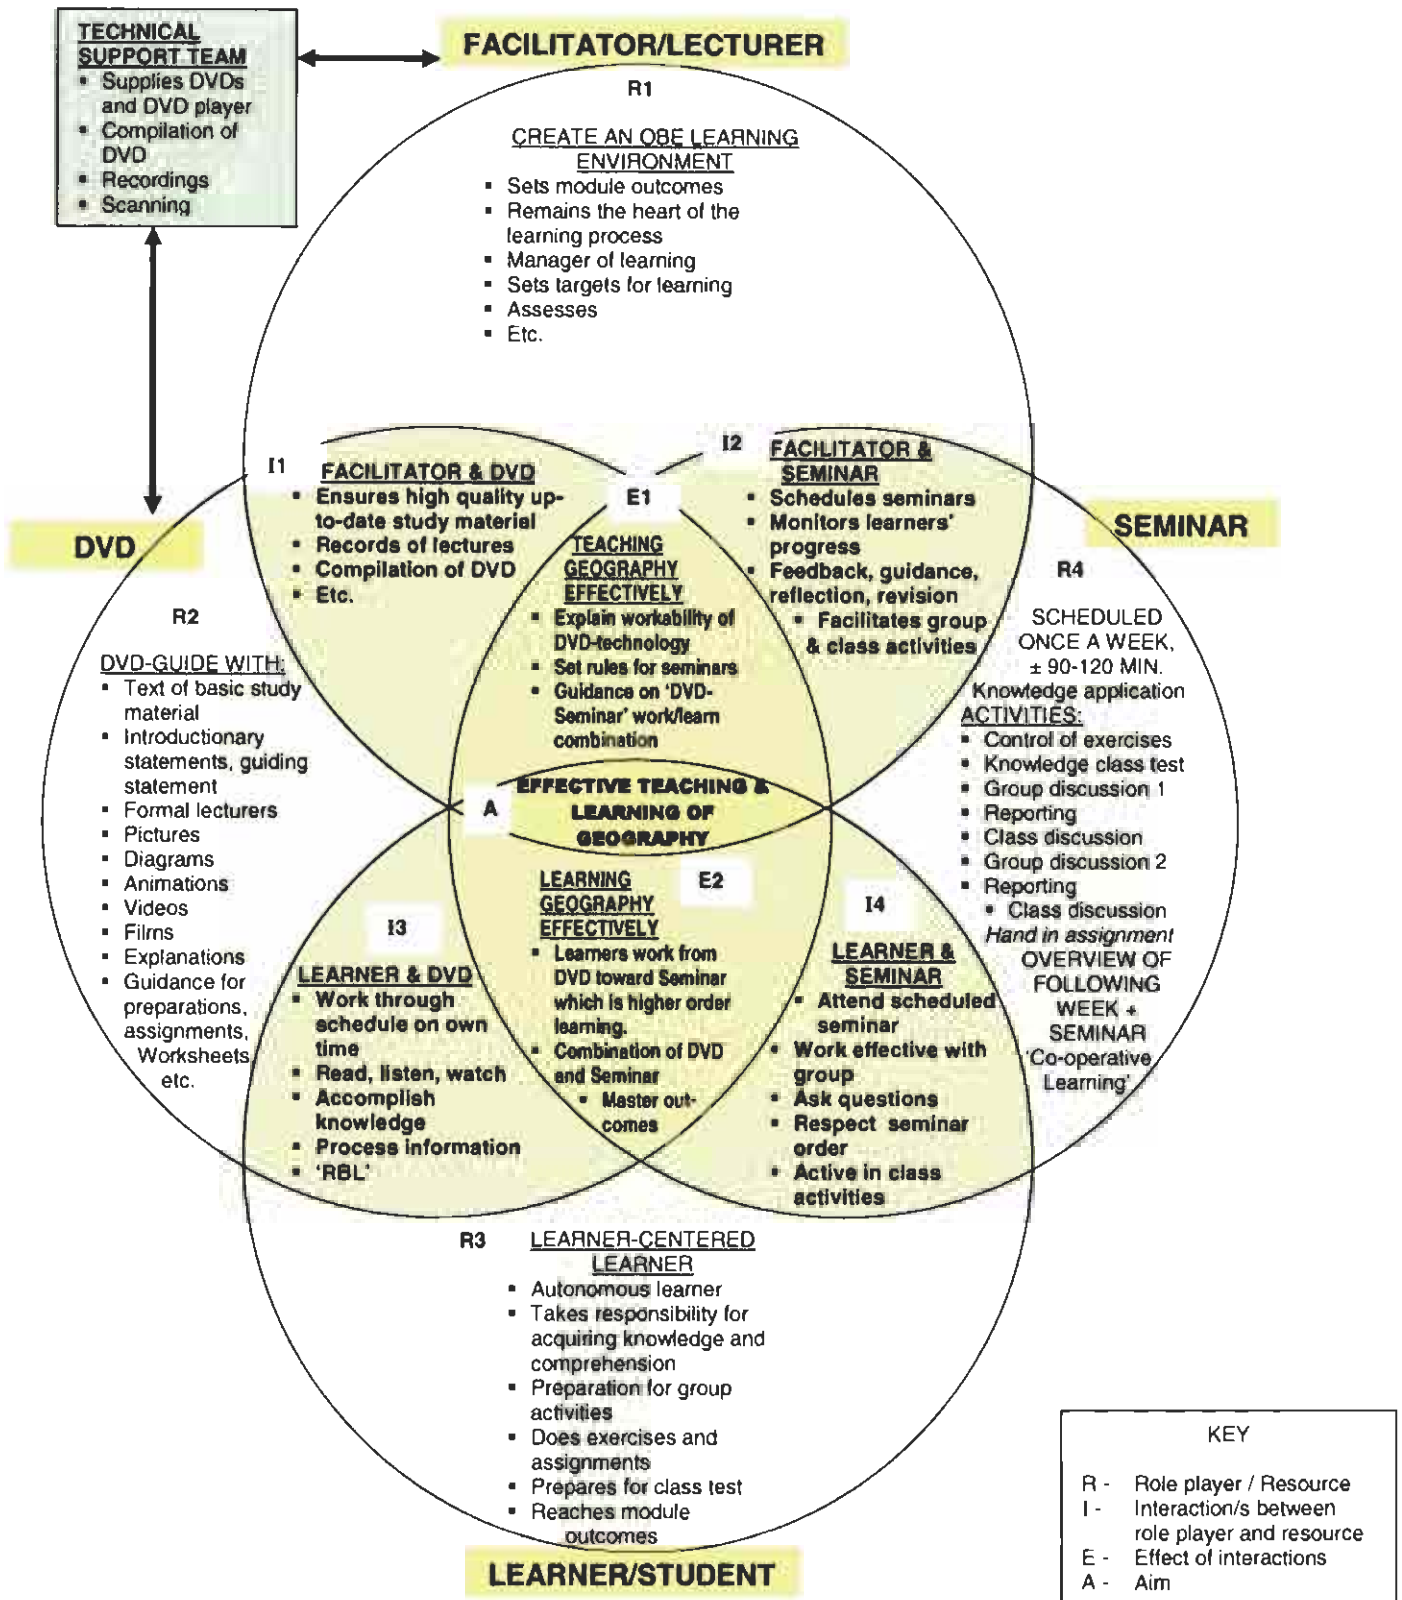 TECHNICAL
SUPPORT TEAM
▪ Supplies DVDs
and DVD player
▪ Compilation of
DVD
▪ Recordings
▪ Scanning
FACILITATOR/LECTURER
R1
CREATE AN OBE LEARNING
ENVIRONMENT
▪ Sets module outcomes
▪ Remains the heart of the
learning process
▪ Manager of learning
▪ Sets targets for learning
▪ Assesses
▪ Etc.
I1
FACILITATOR & DVD
▪ Ensures high quality up-
to-date study material
▪ Records of lectures
▪ Compilation of DVD
▪ Etc.
E1
TEACHING
GEOGRAPHY
EFFECTIVELY
▪ Explain workability of
DVD-technology
▪ Set rules for seminars
▪ Guidance on 'DVD-
Seminar' work/learn
combination
I2
FACILITATOR &
SEMINAR
▪ Schedules seminars
▪ Monitors learners'
progress
▪ Feedback, guidance,
reflection, revision
▪ Facilitates group
& class activities
DVD
R2
DVD-GUIDE WITH:
▪ Text of basic study
material
▪ Introductionary
statements, guiding
statement
▪ Formal lecturers
▪ Pictures
▪ Diagrams
▪ Animations
▪ Videos
▪ Films
▪ Explanations
▪ Guidance for
preparations,
assignments,
Worksheets,
etc.
SEMINAR
R4
SCHEDULED
ONCE A WEEK,
± 90-120 MIN.
Knowledge application
ACTIVITIES:
▪ Control of exercises
▪ Knowledge class test
▪ Group discussion 1
▪ Reporting
▪ Class discussion
▪ Group discussion 2
▪ Reporting
▪ Class discussion
Hand in assignment
OVERVIEW OF
FOLLOWING
WEEK +
SEMINAR
'Co-operative
Learning'
A
EFFECTIVE TEACHING &
LEARNING OF
GEOGRAPHY
I3
LEARNER & DVD
▪ Work through
schedule on own
time
▪ Read, listen, watch
▪ Accomplish
knowledge
▪ Process information
▪ 'RBL'
E2
LEARNING
GEOGRAPHY
EFFECTIVELY
▪ Learners work from
DVD toward Seminar
which is higher order
learning.
▪ Combination of DVD
and Seminar
▪ Master out-
comes
I4
LEARNER &
SEMINAR
▪ Attend scheduled
seminar
▪ Work effective with
group
▪ Ask questions
▪ Respect seminar
order
▪ Active in class
activities
R3
LEARNER-CENTERED
LEARNER
▪ Autonomous learner
▪ Takes responsibility for
acquiring knowledge and
comprehension
▪ Preparation for group
activities
▪ Does exercises and
assignments
▪ Prepares for class test
▪ Reaches module
outcomes
LEARNER/STUDENT
KEY
R - Role player / Resource
I - Interaction/s between
role player and resource
E - Effect of interactions
A - Aim